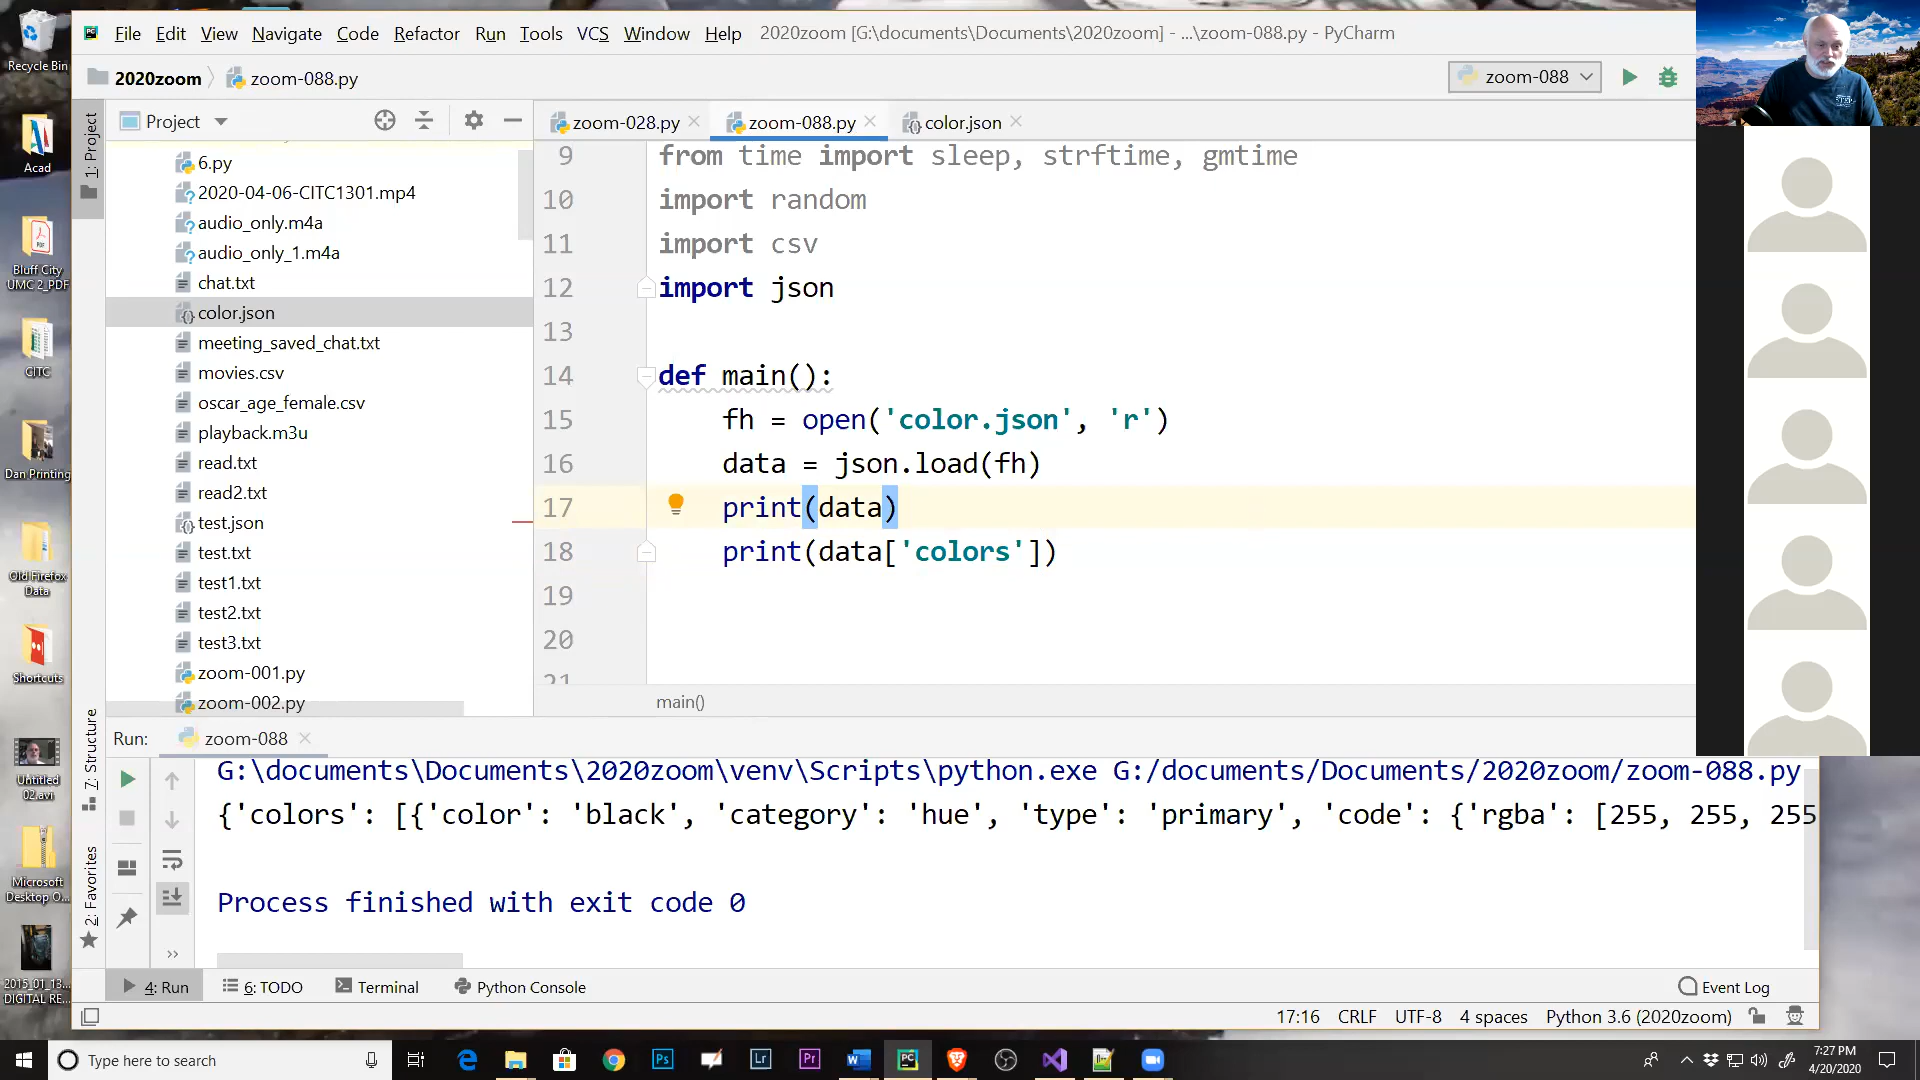 File Edit View Navigate Code Refactor Run Tools VCS Window Help 2020zoom [G:\documents\Documents\2020zoom] - ...\zoom-088.py - PyCharm
2020zoom zoom-088.py
zoom-088
Recycle Bin
Acad
Bluff City
UMC 2_PDF
CITC
Dan Printing
Old Firefox
Data
Shortcuts
Untitled
02.avi
Microsoft
Desktop O...
2015_01_13...
DIGITAL RE...
1: Project
7: Structure
2: Favorites
Project
6.py
2020-04-06-CITC1301.mp4
audio_only.m4a
audio_only_1.m4a
chat.txt
color.json
meeting_saved_chat.txt
movies.csv
oscar_age_female.csv
playback.m3u
read.txt
read2.txt
test.json
test.txt
test1.txt
test2.txt
test3.txt
zoom-001.py
zoom-002.py
zoom-028.py zoom-088.py color.json
9 from time import sleep, strftime, gmtime
10 import random
11 import csv
12 import json
13
14 def main():
15 fh = open('color.json', 'r')
16 data = json.load(fh)
17 print(data)
18 print(data['colors'])
19
20
21
main()
Run: zoom-088
G:\documents\Documents\2020zoom\venv\Scripts\python.exe G:/documents/Documents/2020zoom/zoom-088.py
{'colors': [{'color': 'black', 'category': 'hue', 'type': 'primary', 'code': {'rgba': [255, 255, 255
Process finished with exit code 0
4: Run 6: TODO Terminal Python Console Event Log
17:16 CRLF UTF-8 4 spaces Python 3.6 (2020zoom)
Type here to search
7:27 PM
4/20/2020